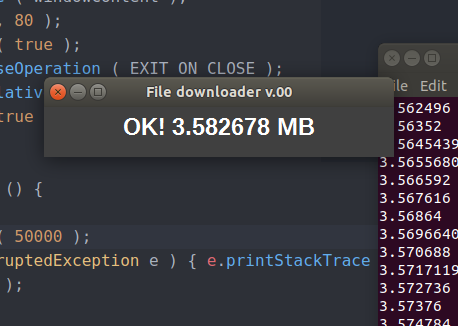 ( windowContent );
, 80 );
( true );
seOperation ( EXIT ON CLOSE );
lativ
true
File downloader v.00
OK! 3.582678 MB
() {
( 50000 );
ruptedException e ) { e.printStackTrace
);
le Edit
562496
56352
5645439
3.5655680
3.566592
3.567616
3.56864
3.5696640
3.570688
3.5717119
3.572736
3.57376
3.574784